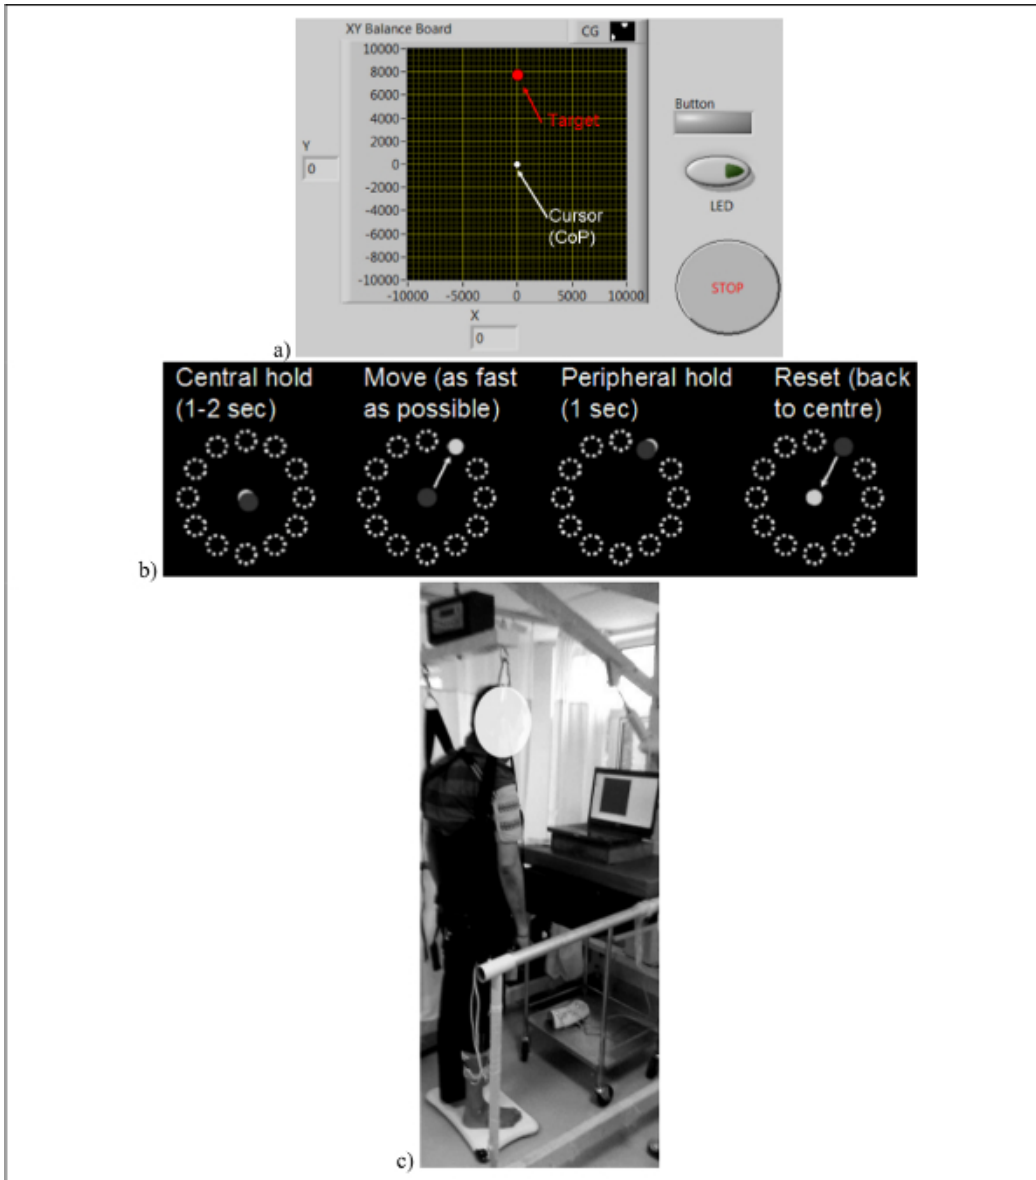 XY Balance Board
CG
10000
8000
6000
4000
2000
0
-2000
-4000
-6000
-8000
-10000
-10000 -5000 0 5000 10000
Y
0
X
0
Target
Cursor
(CoP)
Button
LED
STOP
a)
Central hold
(1-2 sec)
Move (as fast
as possible)
Peripheral hold
(1 sec)
Reset (back
to centre)
b)
c)